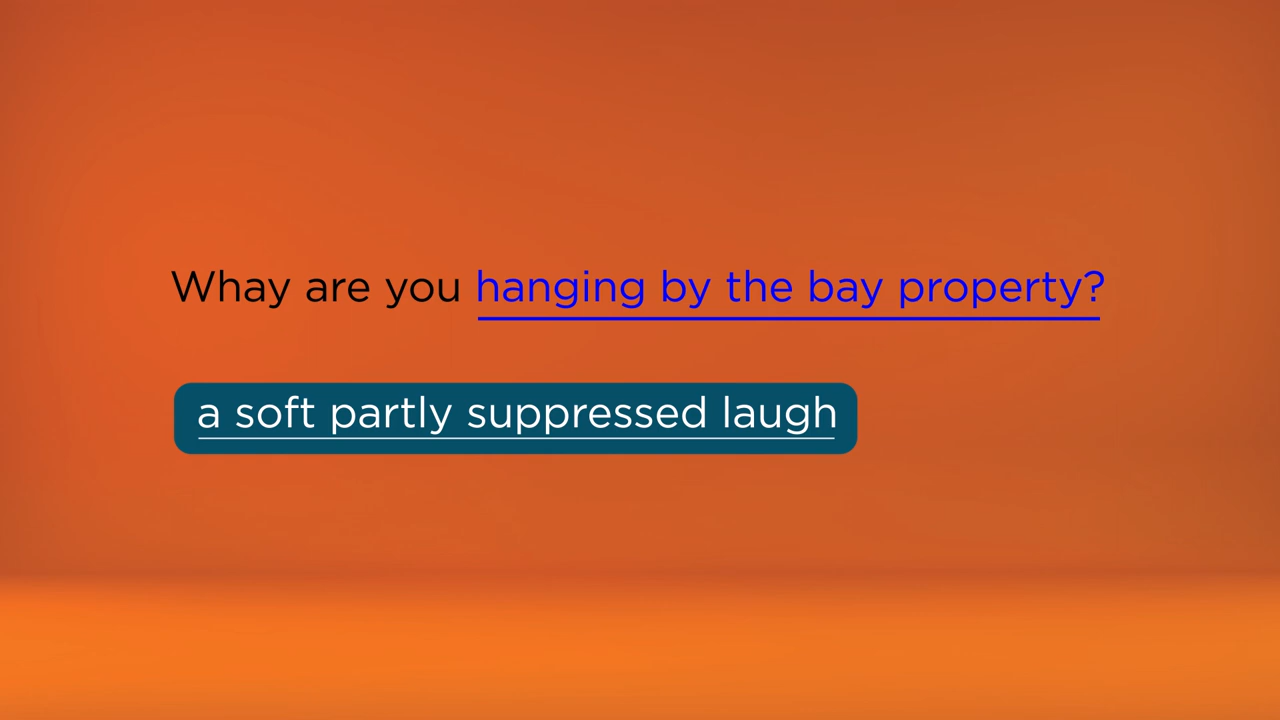 Whay are you hanging by the bay property?
a soft partly suppressed laugh